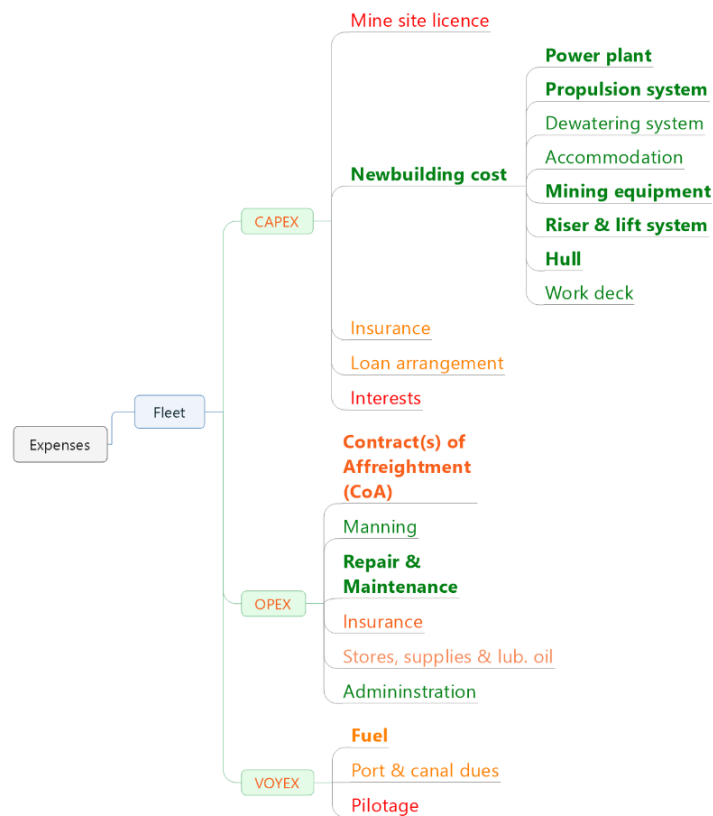 Mine site licence
Power plant
Propulsion system
Dewatering system
Accommodation
Newbuilding cost
Mining equipment
Riser & lift system
Hull
Work deck
CAPEX
Insurance
Loan arrangement
Interests
Fleet
Expenses
Contract(s) of
Affreightment
(CoA)
Manning
Repair &
Maintenance
OPEX
Insurance
Stores, supplies & lub. oil
Admininstration
Fuel
Port & canal dues
VOYEX
Pilotage